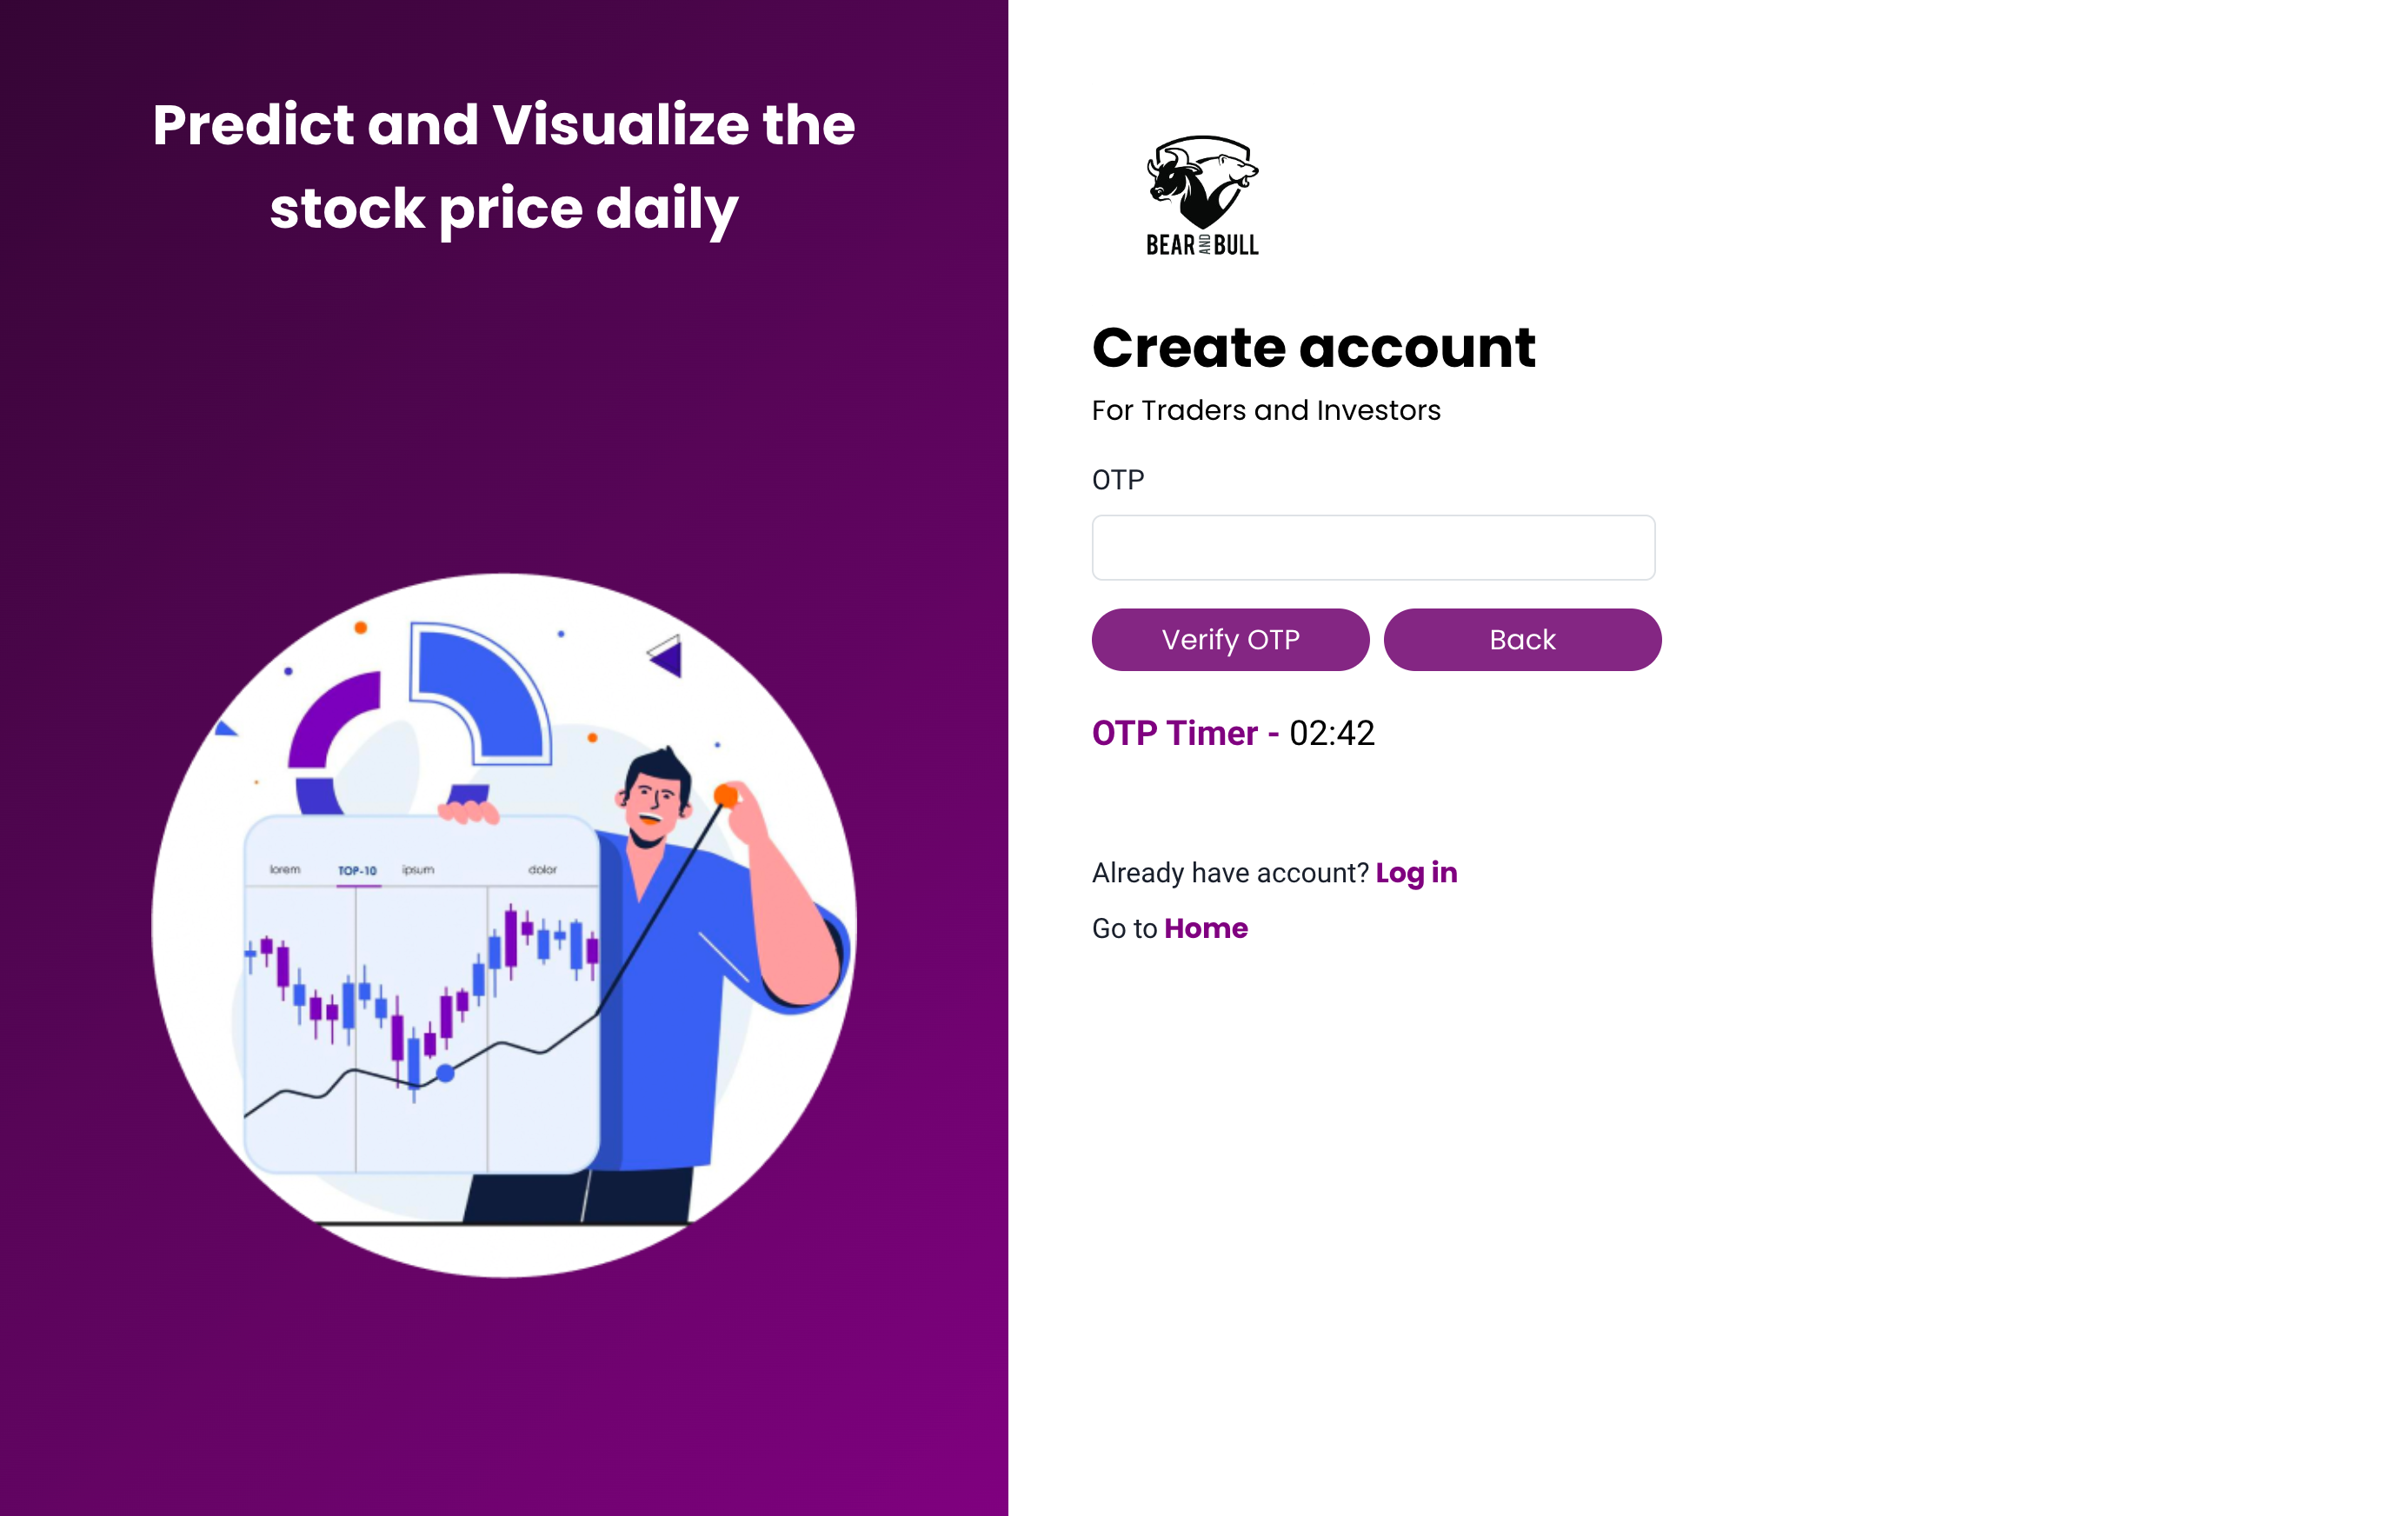 Predict and Visualize the
stock price daily
lorem TOP-10 ipsum dolor
BEAR AND BULL
Create account
For Traders and Investors
OTP
Verify OTP Back
OTP Timer - 02:42
Already have account? Log in
Go to Home